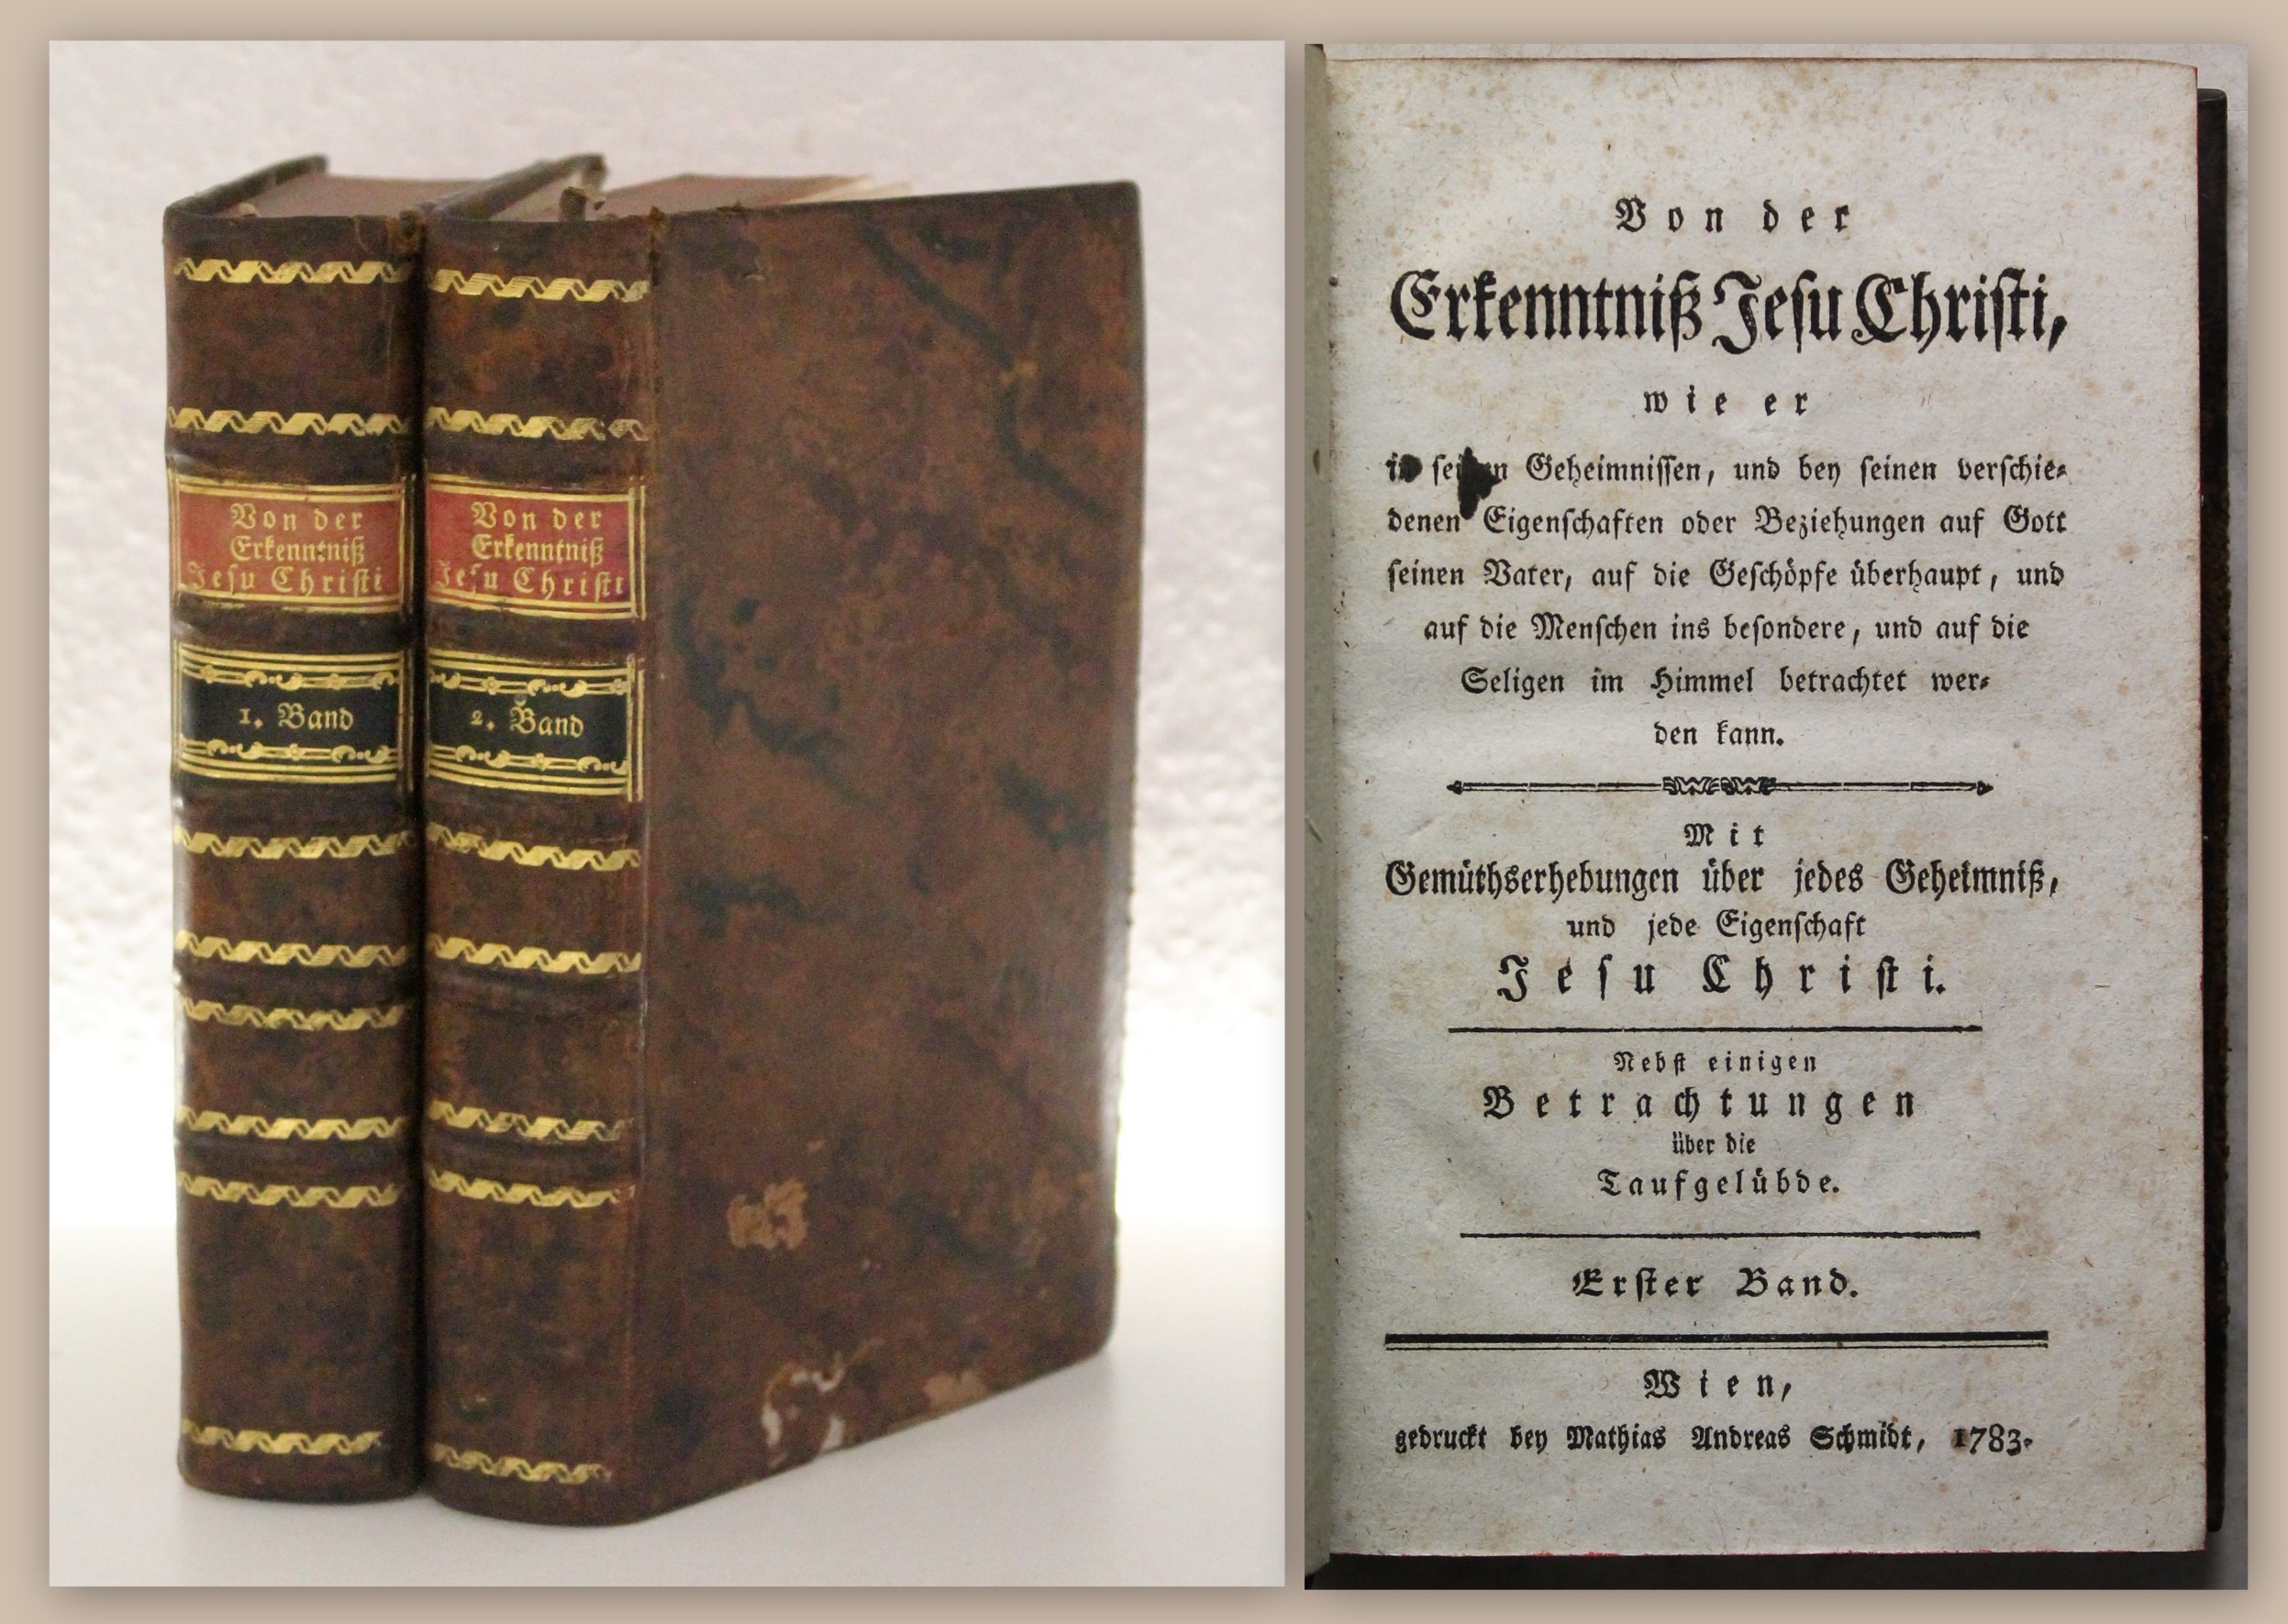 Von der
Erkenntniß
Jesu Christi
1. Band
Von der
Erkenntniß
Jesu Christi
2. Band
Von der
Erkenntniß Jesu Christi,
wie er
in seinen Geheimnissen, und bey seinen verschie-
denen Eigenschaften oder Beziehungen auf Gott
seinen Vater, auf die Geschöpfe überhaupt, und
auf die Menschen ins besondere, und auf die
Seligen im Himmel betrachtet wer-
den kann.
Mit
Gemüthserhebungen über jedes Geheimniß,
und jede Eigenschaft
Jesu Christi.
Nebst einigen
Betrachtungen
über die
Taufgelübde.
Erster Band.
Wien,
gedruckt bey Mathias Andreas Schmidt, 1783.